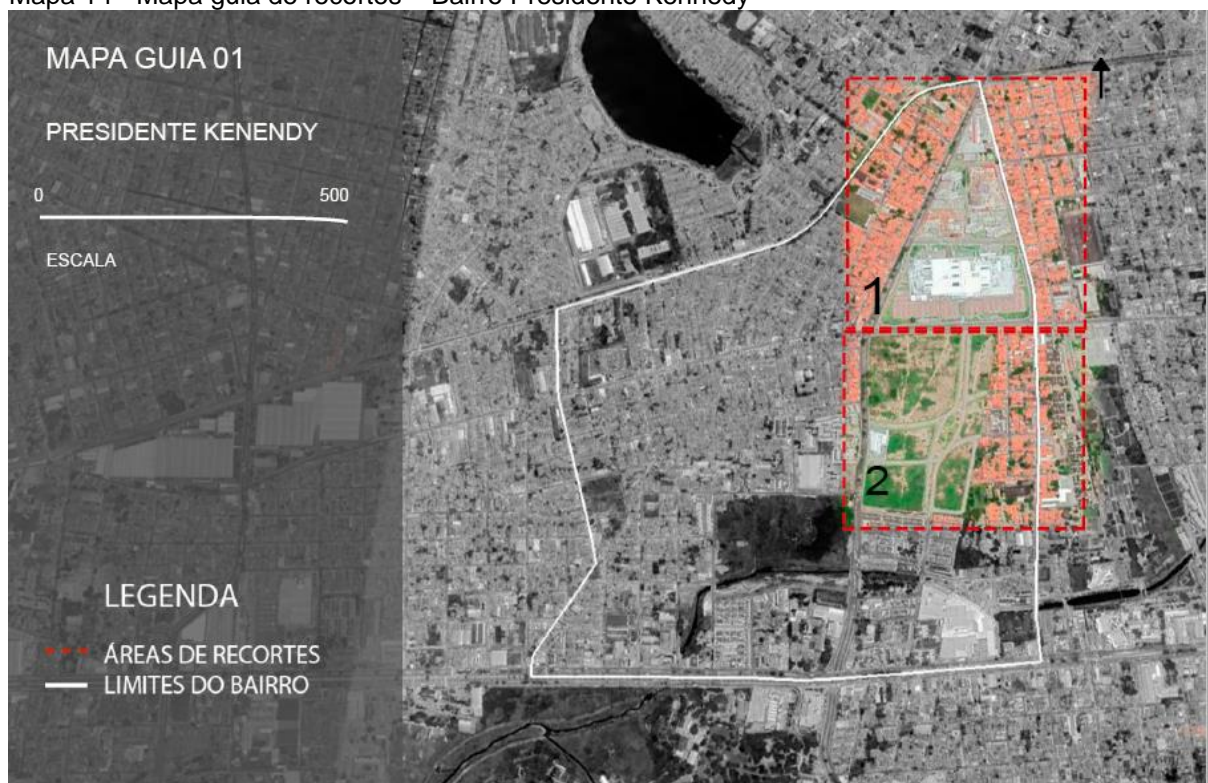 Mapa 14 - Mapa guia de recortes – Bairro Presidente Kennedy
MAPA GUIA 01
PRESIDENTE KENENDY
0 500
ESCALA
1
2
LEGENDA
ÁREAS DE RECORTES
LIMITES DO BAIRRO